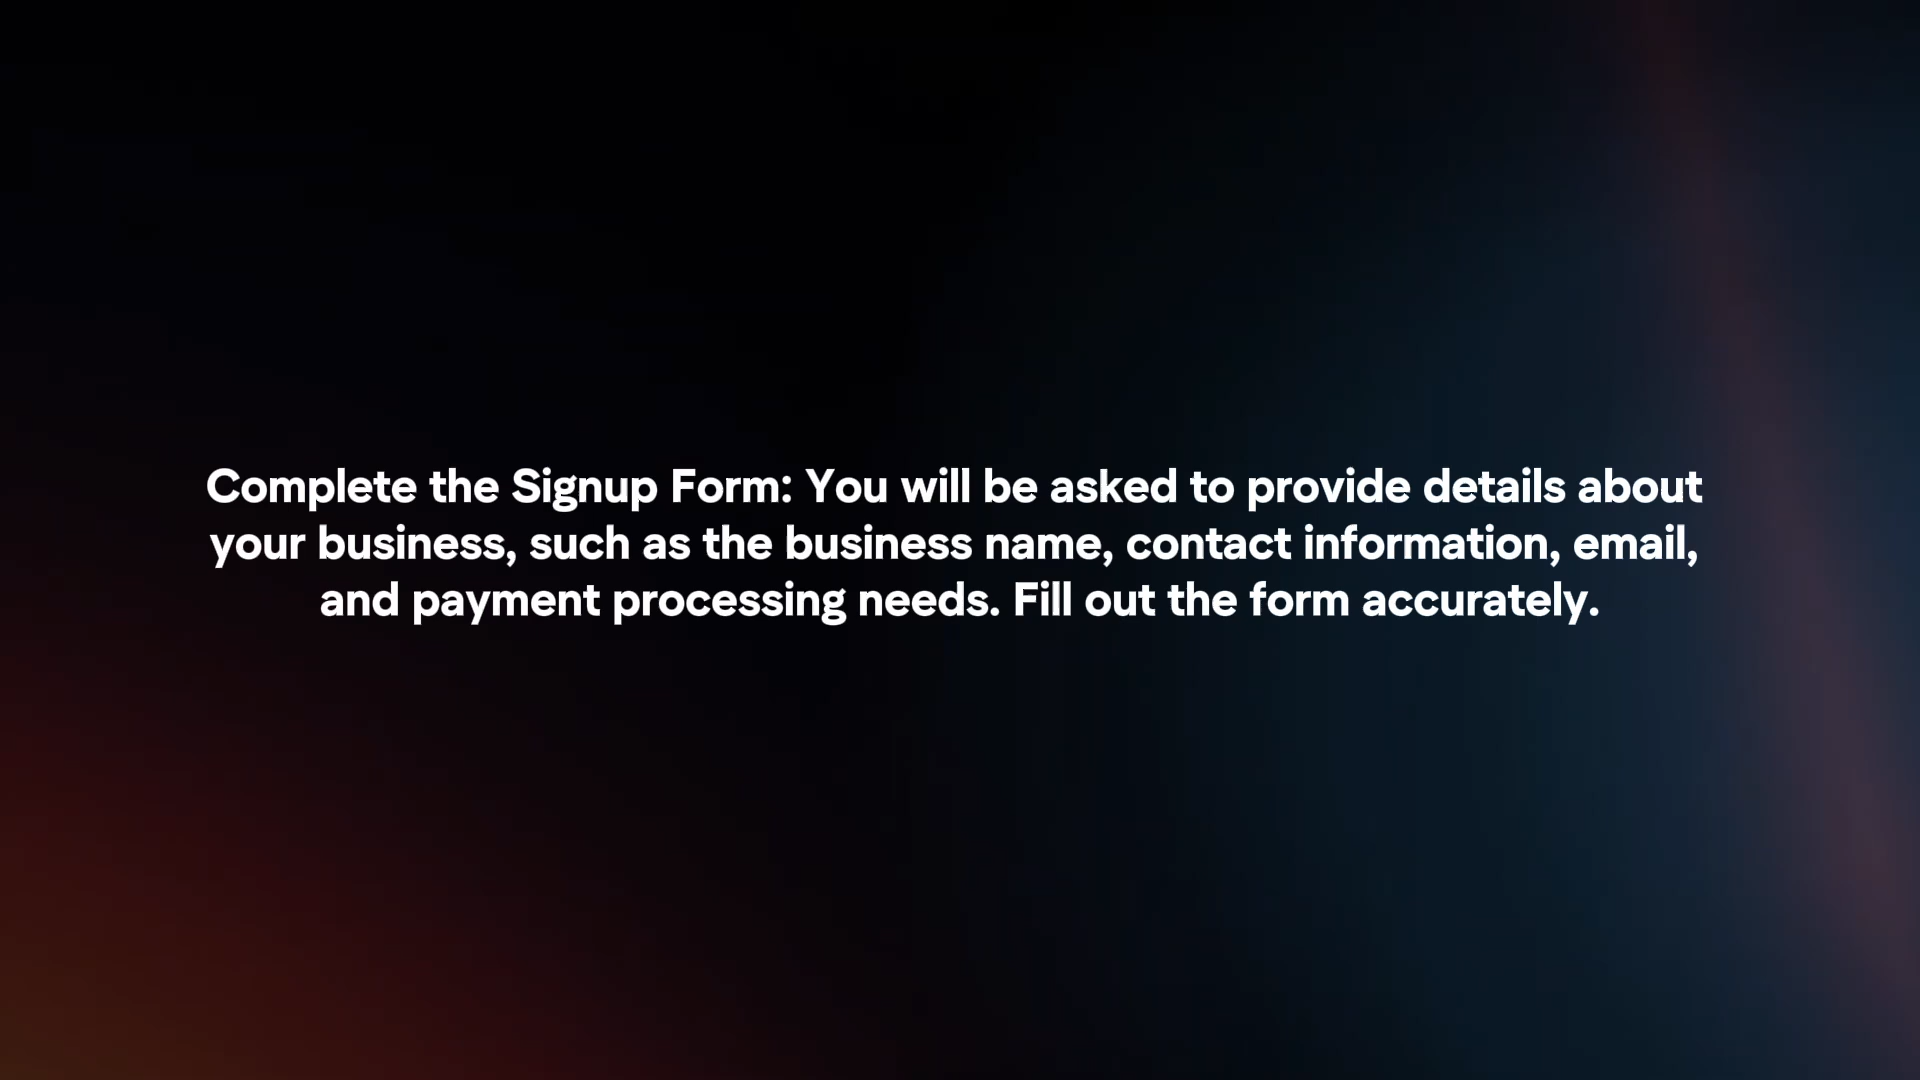 Complete the Signup Form: You will be asked to provide details about
your business, such as the business name, contact information, email,
and payment processing needs. Fill out the form accurately.